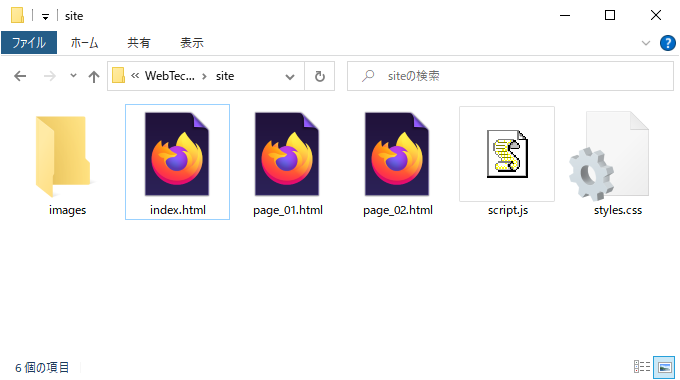 site
ファイル ホーム 共有 表示
« WebTec... › site siteの検索
images index.html page_01.html page_02.html script.js styles.css
6 個の項目